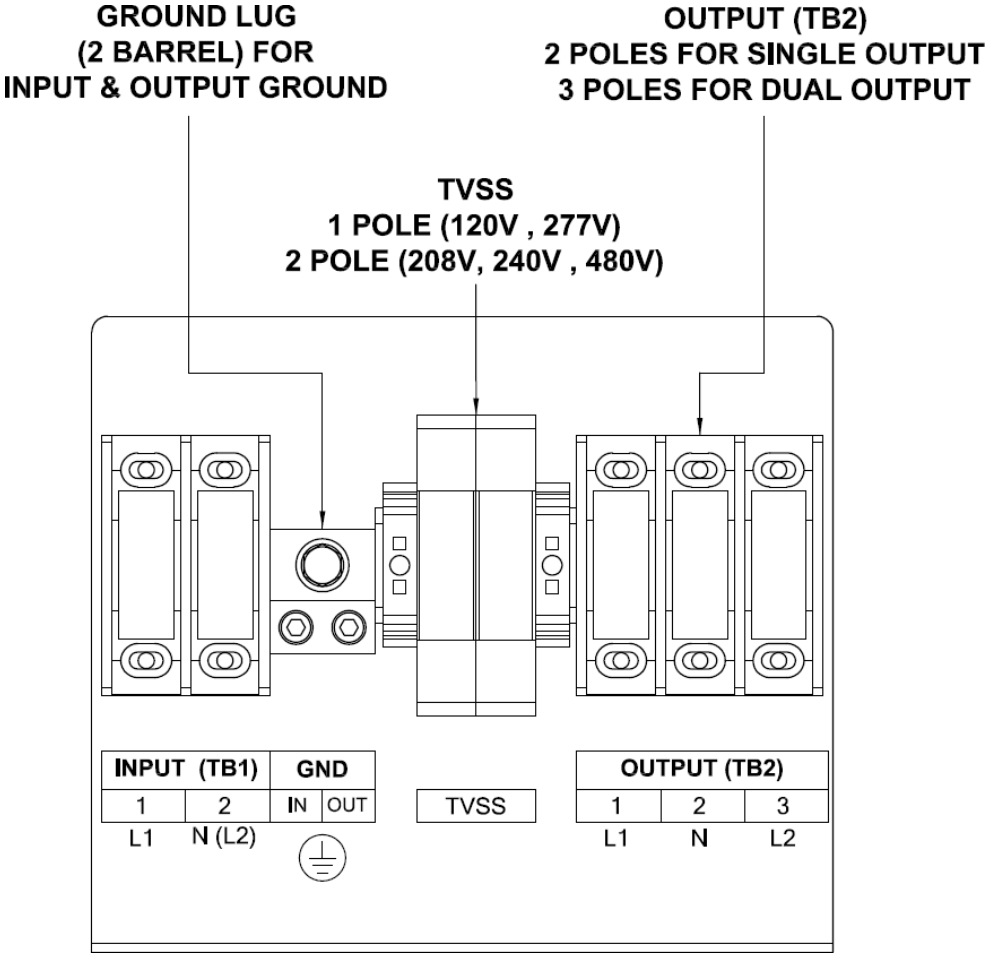 GROUND LUG
(2 BARREL) FOR
INPUT & OUTPUT GROUND
OUTPUT (TB2)
2 POLES FOR SINGLE OUTPUT
3 POLES FOR DUAL OUTPUT
TVSS
1 POLE (120V , 277V)
2 POLE (208V, 240V , 480V)
INPUT (TB1) GND
1 2 IN OUT
L1 N (L2)
TVSS
OUTPUT (TB2)
1 2 3
L1 N L2